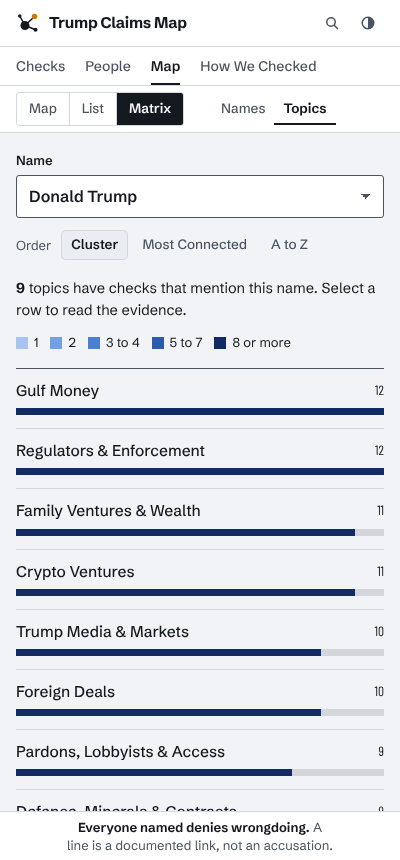 Trump Claims Map
Checks People Map How We Checked
Map List Matrix Names Topics
Name
Donald Trump
Order Cluster Most Connected A to Z
9 topics have checks that mention this name. Select a
row to read the evidence.
1 2 3 to 4 5 to 7 8 or more
Gulf Money 12
Regulators & Enforcement 12
Family Ventures & Wealth 11
Crypto Ventures 11
Trump Media & Markets 10
Foreign Deals 10
Pardons, Lobbyists & Access 9
Defense, Minerals & Contracts 9
Everyone named denies wrongdoing. A
line is a documented link, not an accusation.